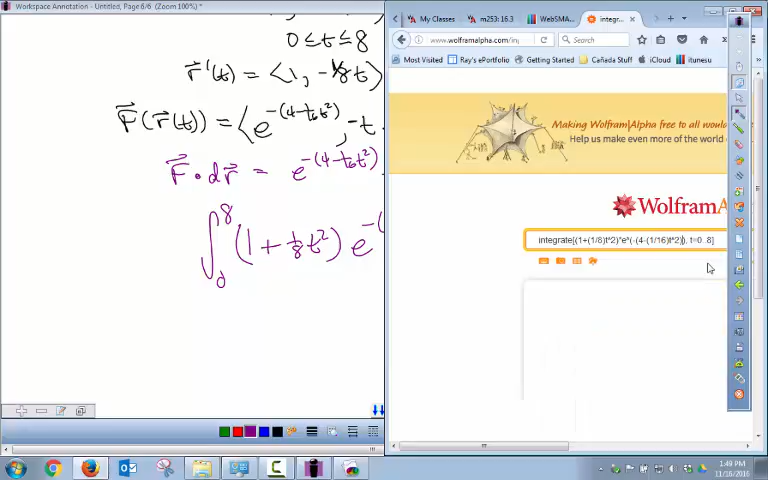 Workspace Annotation - Untitled, Page 6/6 (Zoom 100%) *
0 ≤ t ≤ 8
r⃗ '(t) = ⟨1, -⅛t⟩
F⃗(r⃗(t)) = ⟨e^-(4-1/16 t²), -t
F⃗ • dr⃗ = e^-(4-1/16 t²)
∫₀⁸ (1 + ⅛t²) e^-(
My Classes
m253: 16.3
WebSMA...
integr...
www.wolframalpha.com/in
Search
Most Visited
Ray's ePortfolio
Getting Started
Cañada Stuff
iCloud
itunesu
Making Wolfram|Alpha free to all
Help us make even more of the world
WolframA
integrate[(1+(1/8)t^2)*e^(-(4-(1/16)t^2)), t=0..8]
1:49 PM
11/16/2016